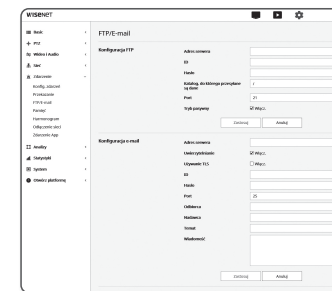 WISENET
Basic
PTZ
Wideo i Audio
Sieć
Zdarzenie
Konfig. zdarzeń
Przekazanie
FTP/E-mail
Pamięć
Harmonogram
Odłączenie sieci
Zdarzenie App
Analizy
Statystyki
System
Otwórz platformę
FTP/E-mail
Konfiguracja FTP
Adres serwera
ID
Hasło
Katalog, do którego przesyłane są dane
/
Port
21
Tryb pasywny
Włącz.
Zastosuj
Anuluj
Konfiguracja e-mail
Adres serwera
Uwierzytelnianie
Włącz.
Używanie TLS
Włącz.
ID
Hasło
Port
25
Odbiorca
Nadawca
Temat
Wiadomość
Zastosuj
Anuluj